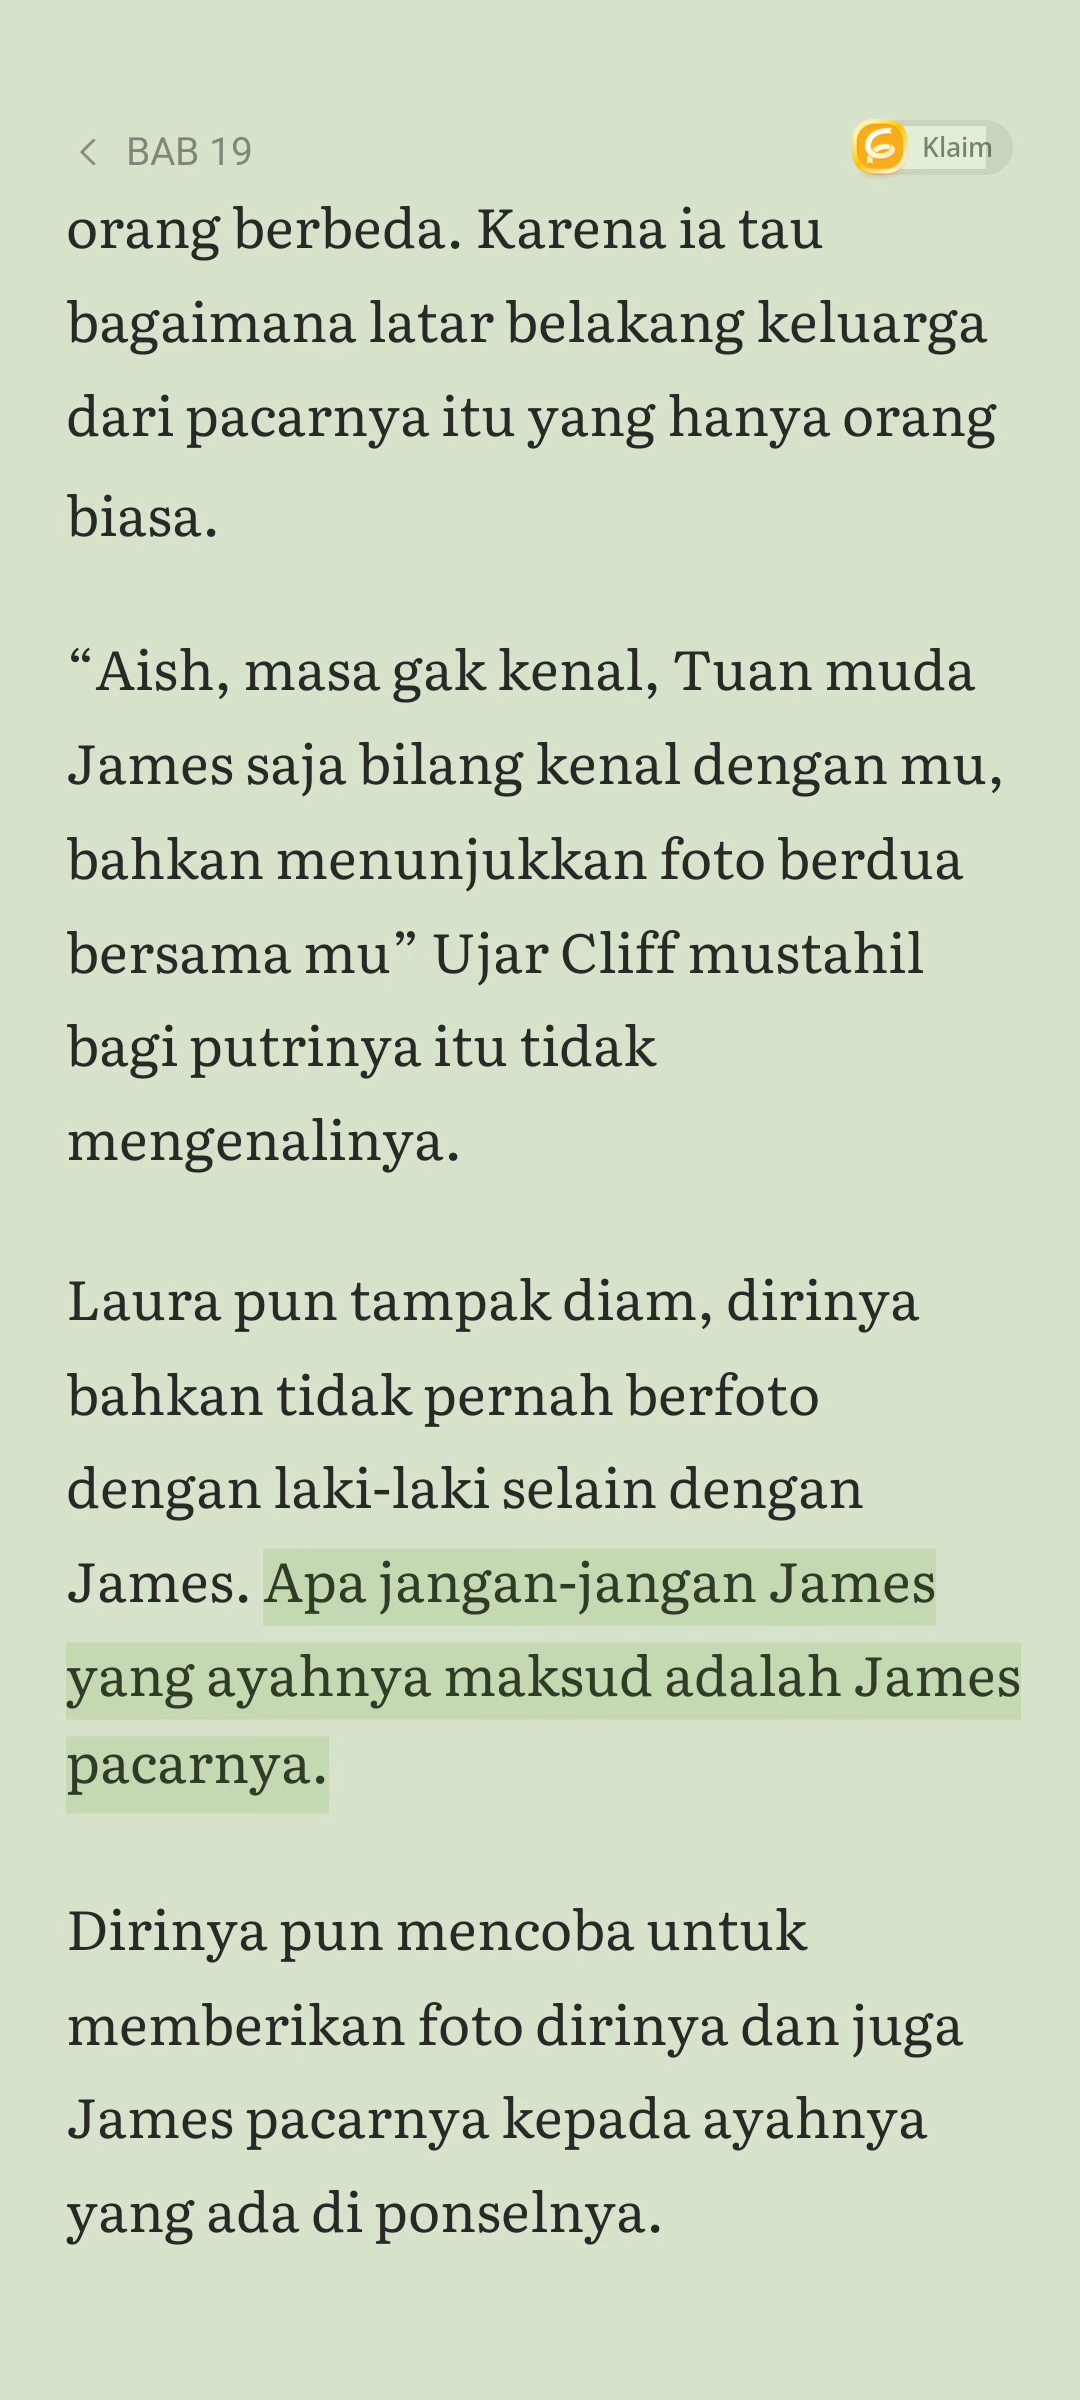 BAB 19
Klaim
orang berbeda. Karena ia tau
bagaimana latar belakang keluarga
dari pacarnya itu yang hanya orang
biasa.
“Aish, masa gak kenal, Tuan muda
James saja bilang kenal dengan mu,
bahkan menunjukkan foto berdua
bersama mu” Ujar Cliff mustahil
bagi putrinya itu tidak
mengenalinya.
Laura pun tampak diam, dirinya
bahkan tidak pernah berfoto
dengan laki-laki selain dengan
James. Apa jangan-jangan James
yang ayahnya maksud adalah James
pacarnya.
Dirinya pun mencoba untuk
memberikan foto dirinya dan juga
James pacarnya kepada ayahnya
yang ada di ponselnya.